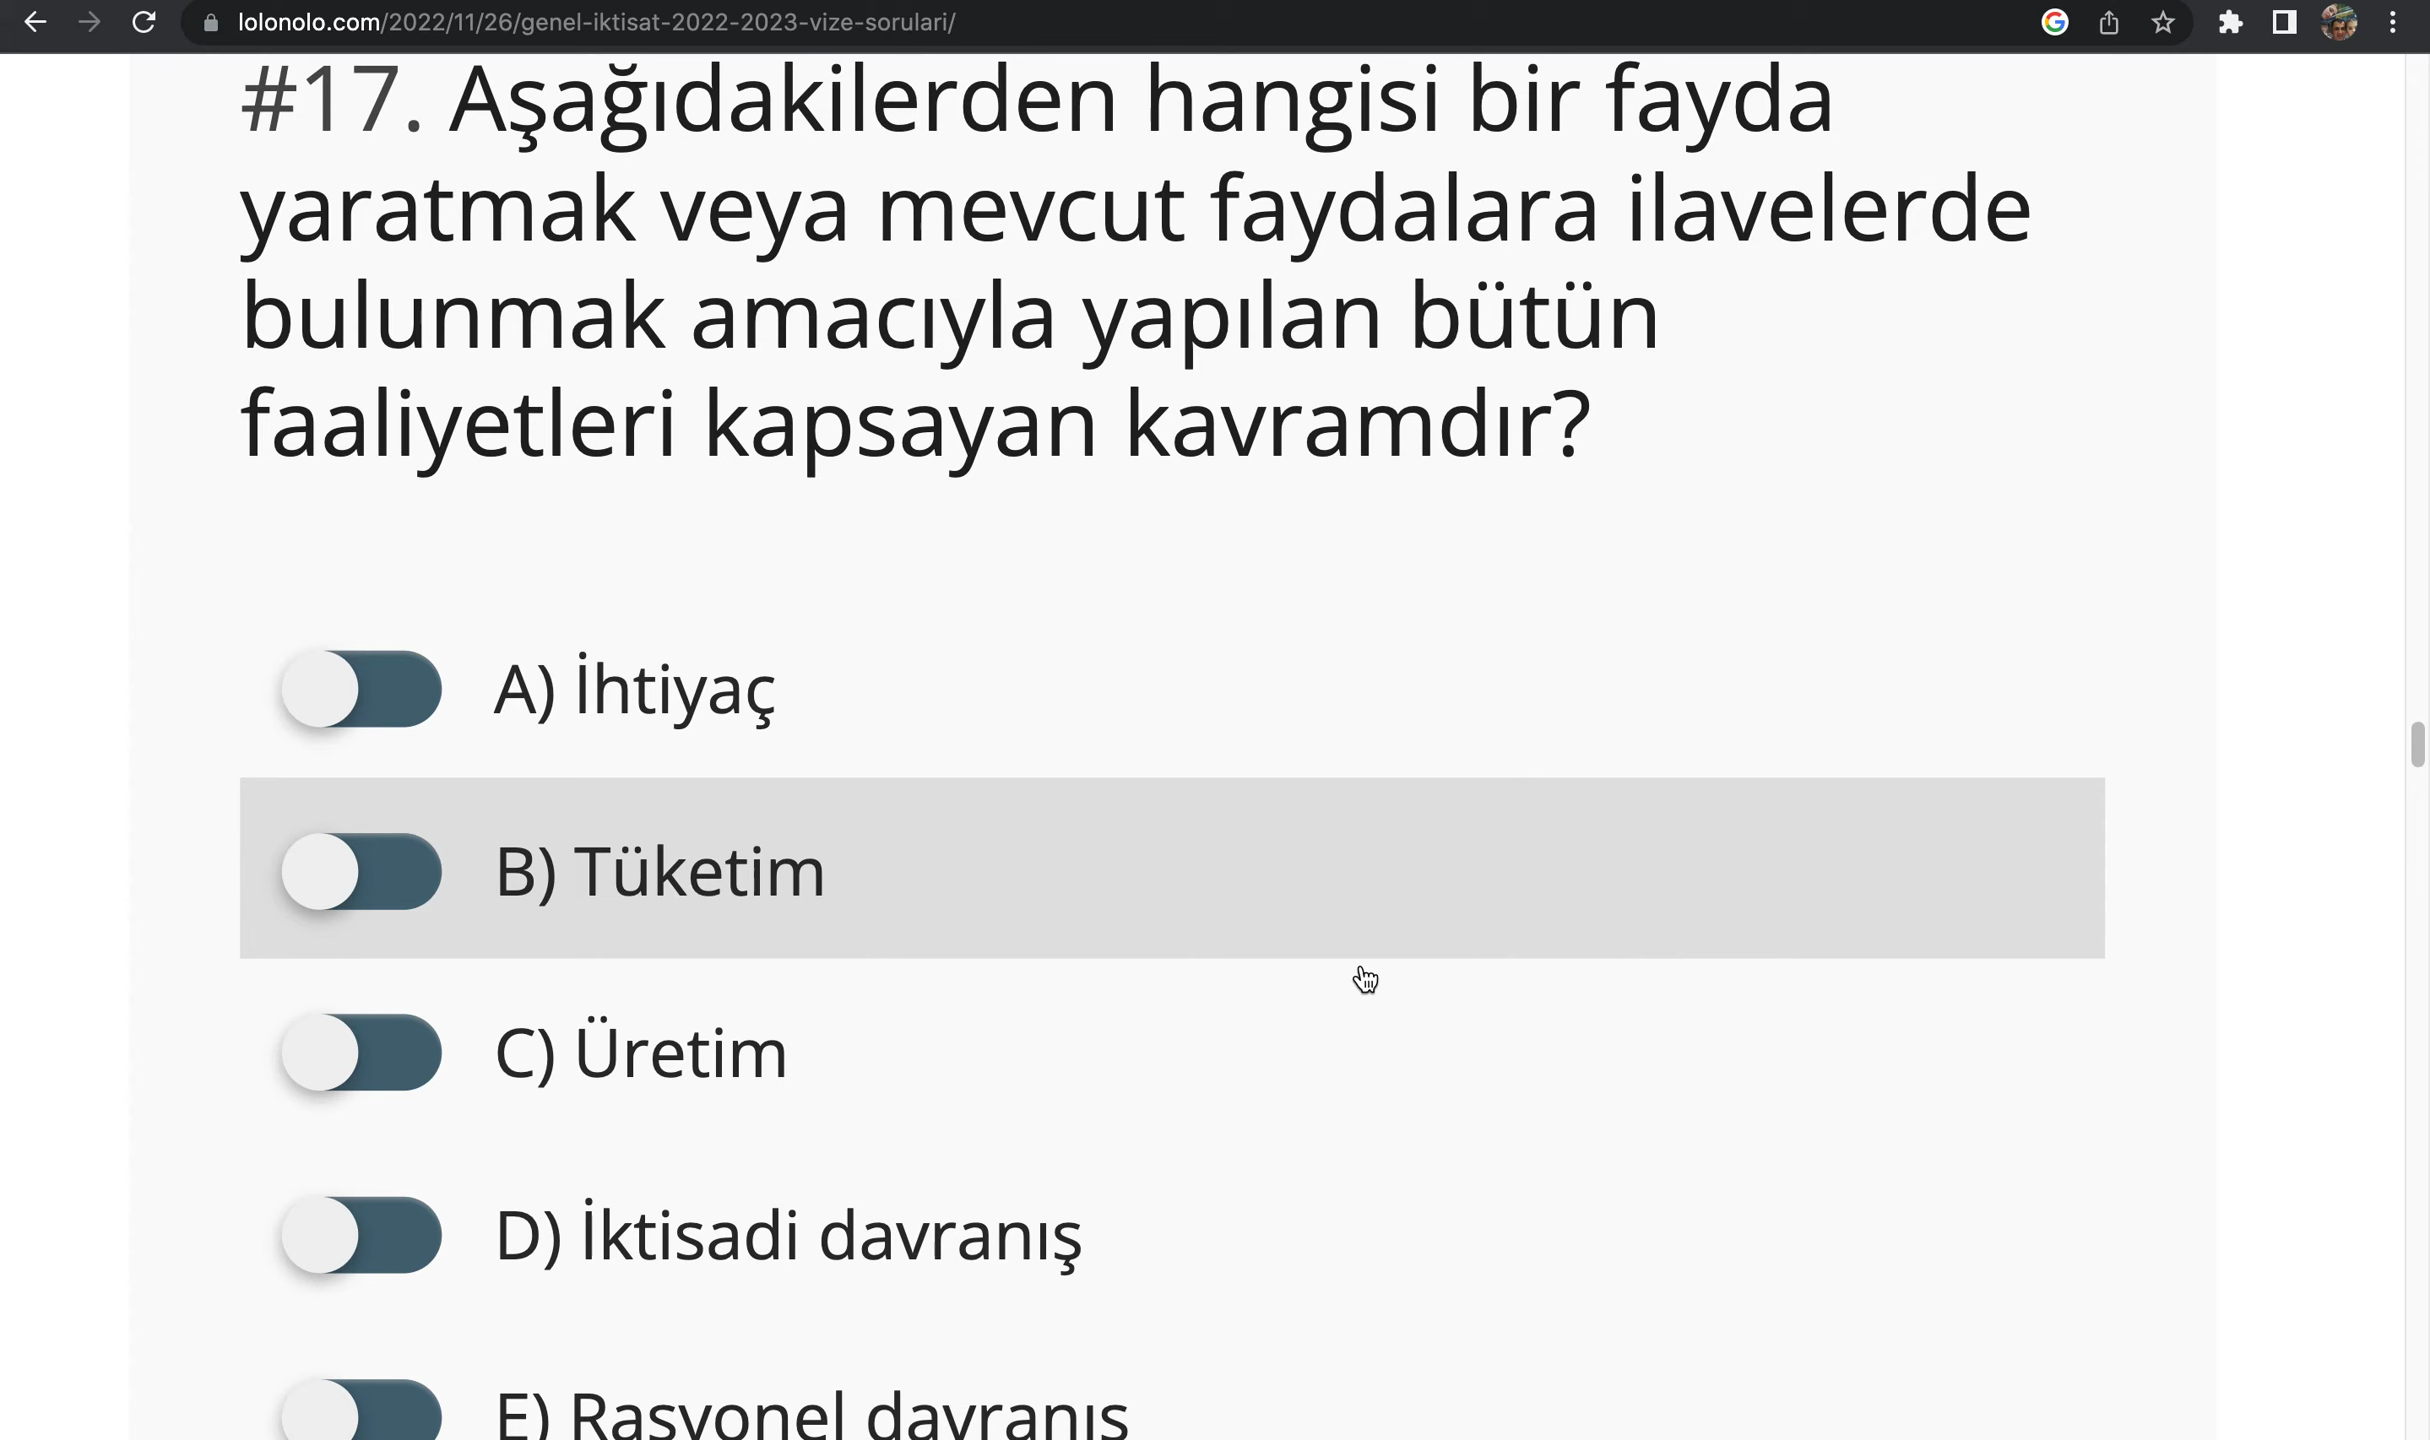 lolonolo.com/2022/11/26/genel-iktisat-2022-2023-vize-sorulari/
#17. Aşağıdakilerden hangisi bir fayda
yaratmak veya mevcut faydalara ilavelerde
bulunmak amacıyla yapılan bütün
faaliyetleri kapsayan kavramdır?
A) İhtiyaç
B) Tüketim
C) Üretim
D) İktisadi davranış
E) Rasyonel davranış